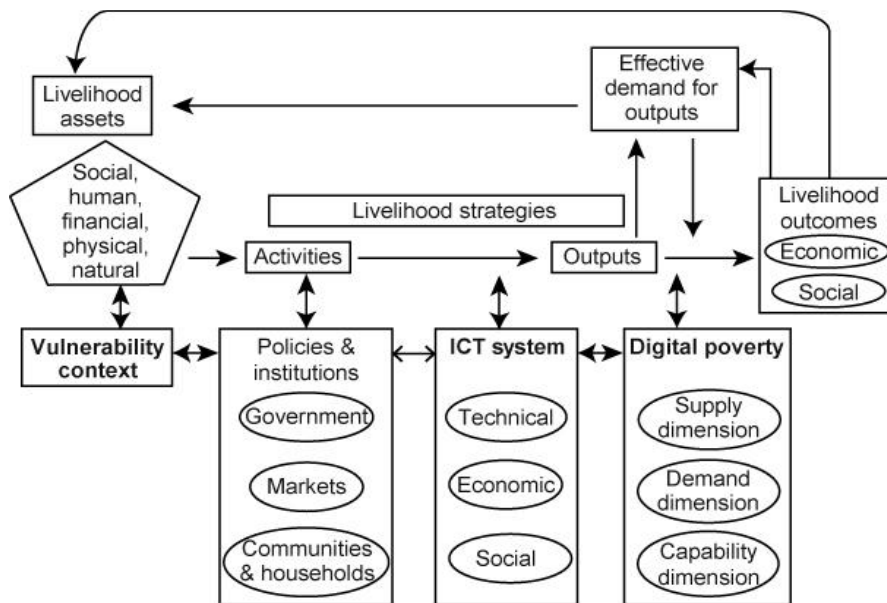 Livelihood
assets
Effective
demand for
outputs
Social,
human,
financial,
physical,
natural
Livelihood strategies
Livelihood
outcomes
Economic
Social
Activities
Outputs
Vulnerability
context
Policies &
institutions
Government
Markets
Communities
& households
ICT system
Technical
Economic
Social
Digital poverty
Supply
dimension
Demand
dimension
Capability
dimension